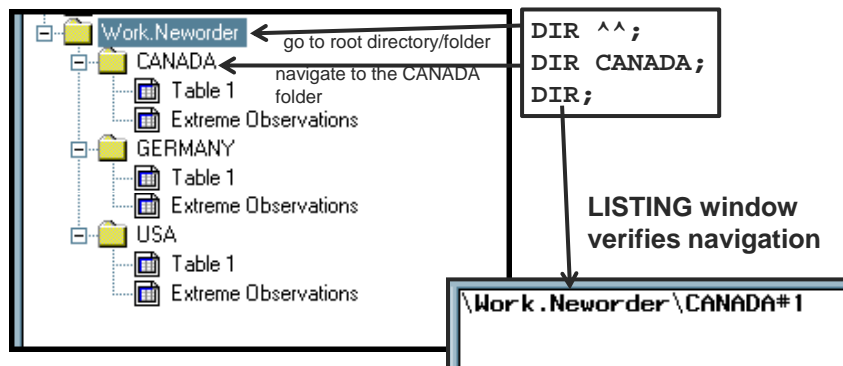 Work.Neworder
CANADA
Table 1
Extreme Observations
GERMANY
Table 1
Extreme Observations
USA
Table 1
Extreme Observations
go to root directory/folder
navigate to the CANADA
folder
DIR ^^;
DIR CANADA;
DIR;
LISTING window
verifies navigation
\Work.Neworder\CANADA#1